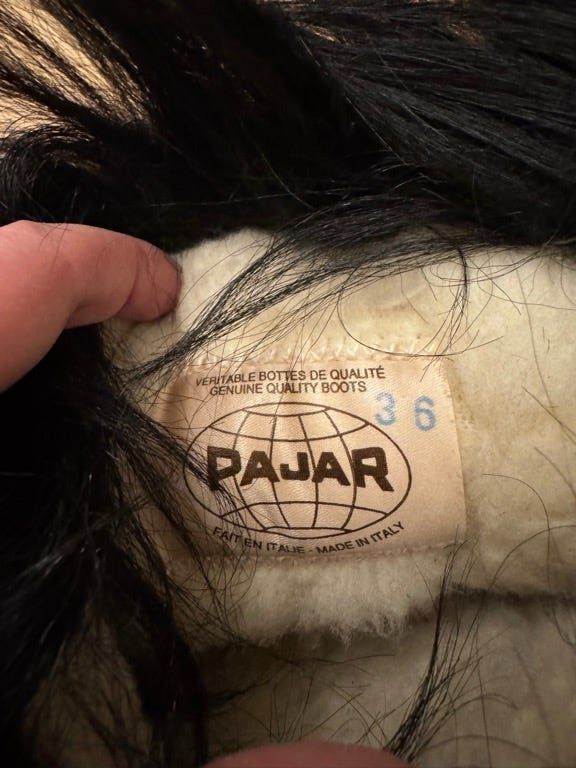 VERITABLE BOTTES DE QUALITÉ
GENUINE QUALITY BOOTS
36
PAJAR
FAIT EN ITALIE - MADE IN ITALY